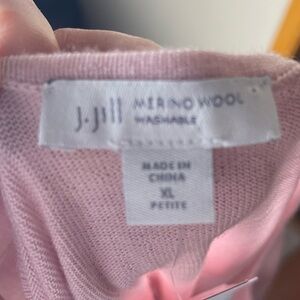 J.Jill MERINO WOOL
WASHABLE
MADE IN
CHINA
XL
PETITE